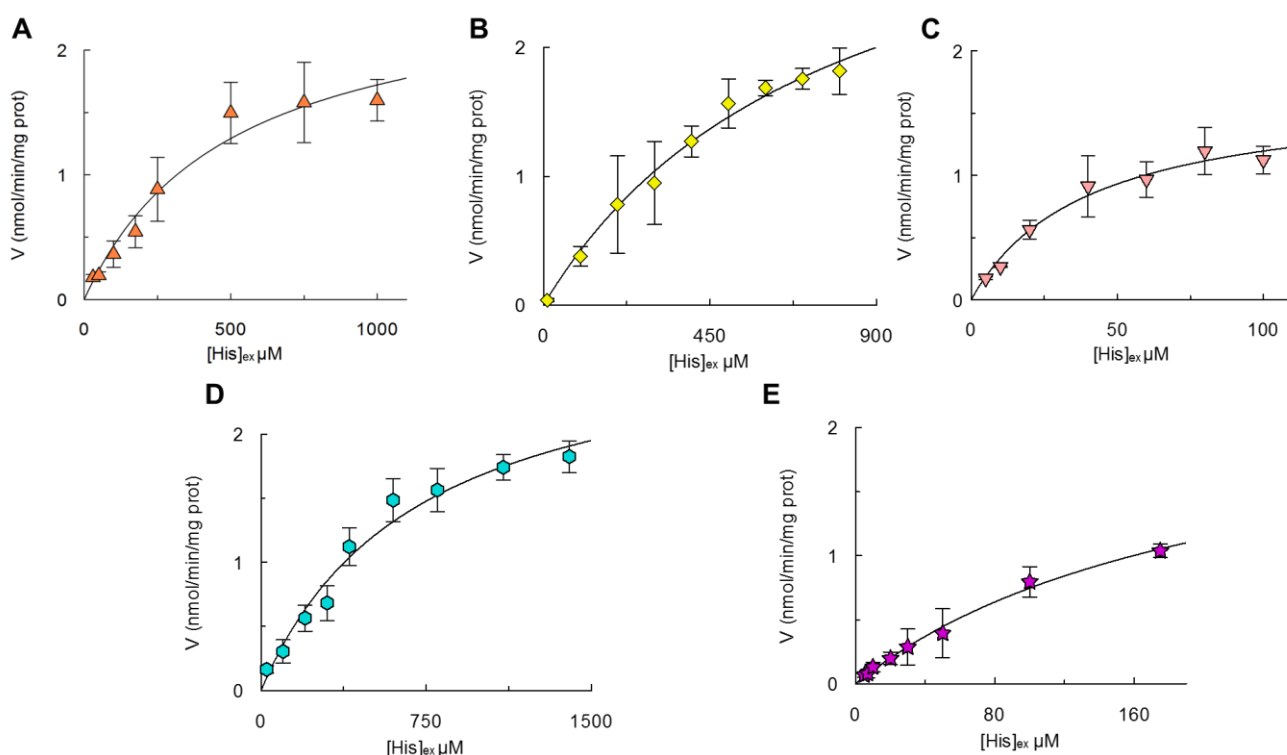 A
V (nmol/min/mg prot)
2
1
0
0
500
1000
[His]ex µM
B
V (nmol/min/mg prot)
2
1
0
0
450
900
[His]ex µM
C
V (nmol/min/mg prot)
2
1
0
0
50
100
[His]ex µM
D
V (nmol/min/mg prot)
2
1
0
0
750
1500
[His]ex µM
E
V (nmol/min/mg prot)
2
1
0
0
80
160
[His]ex µM